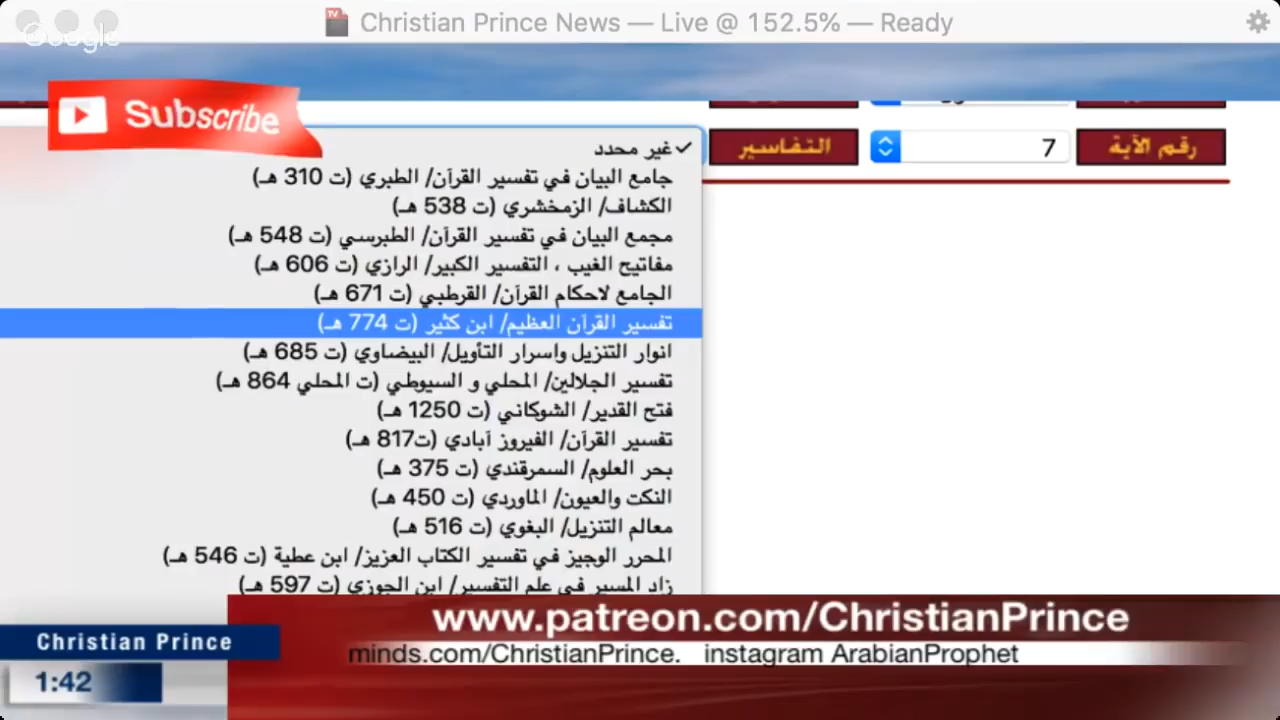 Christian Prince News — Live @ 152.5% — Ready
Google
Subscribe
رقم الآية
7
التفاسير
غير محدد
جامع البيان في تفسير القرآن/ الطبري (ت 310 هـ)
الكشاف/ الزمخشري (ت 538 هـ)
مجمع البيان في تفسير القرآن/ الطبرسي (ت 548 هـ)
مفاتيح الغيب ، التفسير الكبير/ الرازي (ت 606 هـ)
الجامع لاحكام القرآن/ القرطبي (ت 671 هـ)
تفسير القرآن العظيم/ ابن كثير (ت 774 هـ)
انوار التنزيل واسرار التأويل/ البيضاوي (ت 685 هـ)
تفسير الجلالين/ المحلي و السيوطي (ت المحلي 864 هـ)
فتح القدير/ الشوكاني (ت 1250 هـ)
تفسير القرآن/ الفيروز آبادي (ت817 هـ)
بحر العلوم/ السمرقندي (ت 375 هـ)
النكت والعيون/ الماوردي (ت 450 هـ)
معالم التنزيل/ البغوي (ت 516 هـ)
المحرر الوجيز في تفسير الكتاب العزيز/ ابن عطية (ت 546 هـ)
زاد المسير في علم التفسير/ ابن الجوزي (ت 597 هـ)
www.patreon.com/ChristianPrince
Christian Prince
minds.com/ChristianPrince. instagram ArabianProphet
1:42